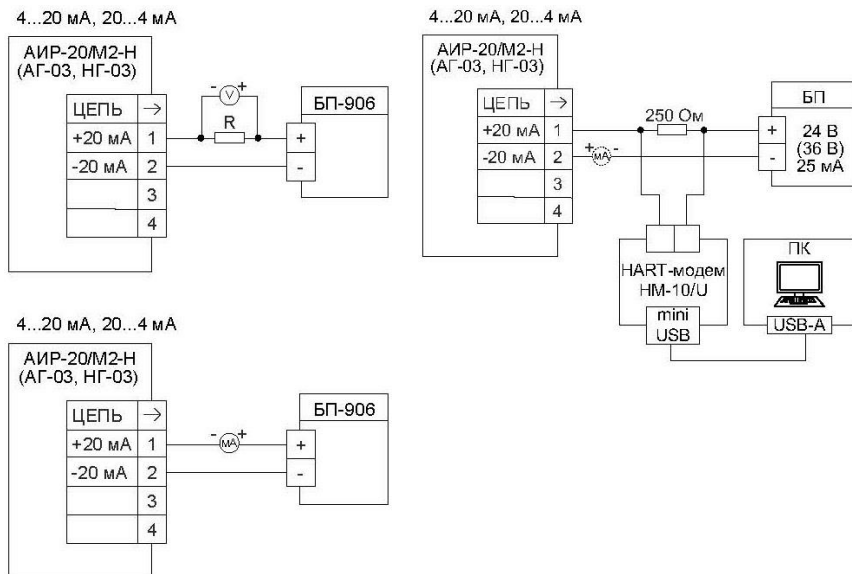 4...20 мА, 20...4 мА
АИР-20/М2-Н
(АГ-03, НГ-03)
ЦЕПЬ →
+20 мА 1
-20 мА 2
3
4
- V +
R
БП-906
+
-
4...20 мА, 20...4 мА
АИР-20/М2-Н
(АГ-03, НГ-03)
ЦЕПЬ →
+20 мА 1
-20 мА 2
3
4
250 Ом
+ мА -
БП
+
-
24 В
(36 В)
25 мА
HART-модем
HM-10/U
mini
USB
ПК
USB-A
4...20 мА, 20...4 мА
АИР-20/М2-Н
(АГ-03, НГ-03)
ЦЕПЬ →
+20 мА 1
-20 мА 2
3
4
- мА +
БП-906
+
-